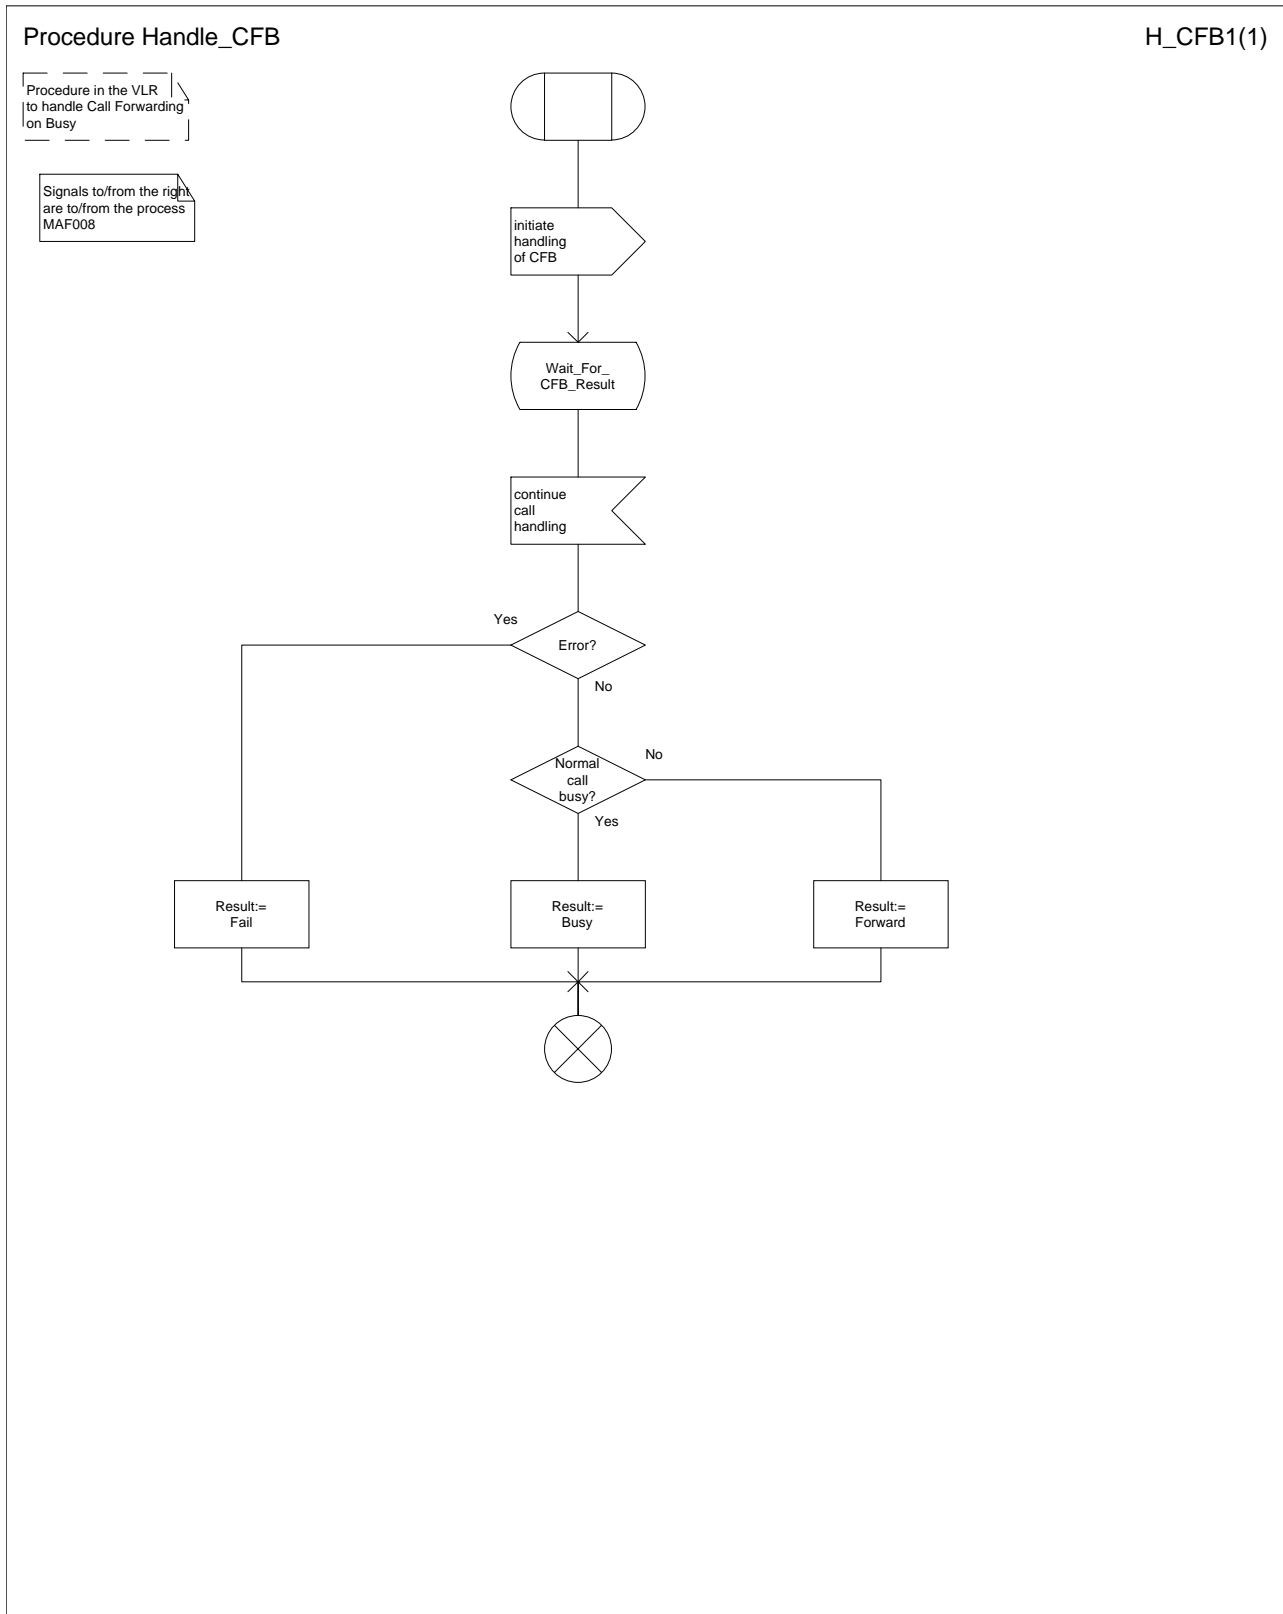 Procedure Handle_CFB
H_CFB1(1)
Procedure in the VLR
to handle Call Forwarding
on Busy
Signals to/from the right
are to/from the process
MAF008
initiate
handling
of CFB
Wait_For_
CFB_Result
continue
call
handling
Yes
Error?
No
Normal
call
busy?
No
Yes
Result:=
Fail
Result:=
Busy
Result:=
Forward